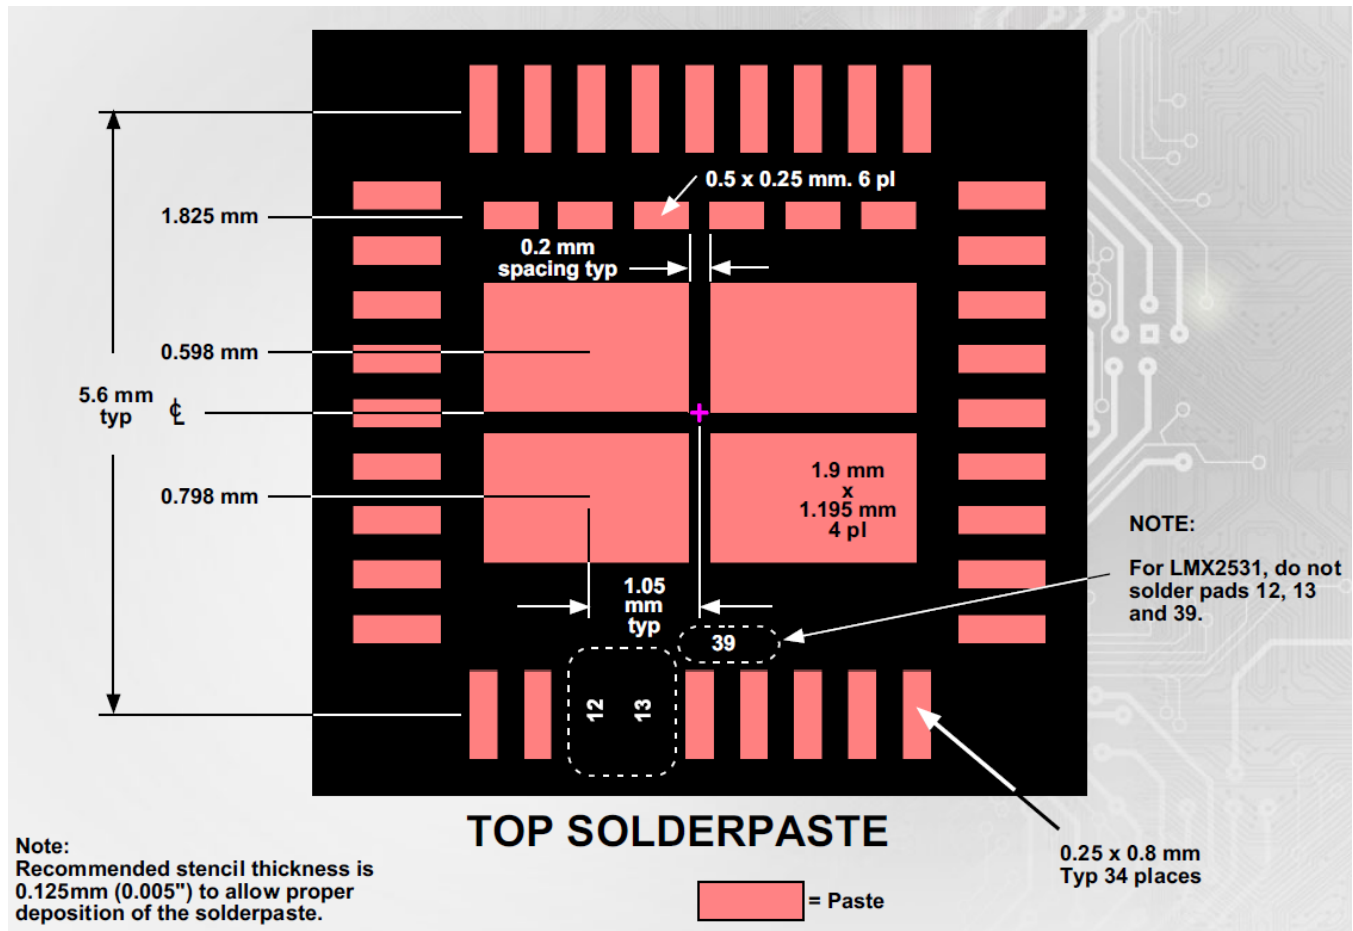 0.5 x 0.25 mm. 6 pl
1.825 mm
0.2 mm
spacing typ
0.598 mm
5.6 mm
typ
℄
0.798 mm
1.9 mm
x
1.195 mm
4 pl
NOTE:
For LMX2531, do not
solder pads 12, 13
and 39.
1.05
mm
typ
39
12
13
TOP SOLDERPASTE
Note:
Recommended stencil thickness is
0.125mm (0.005") to allow proper
deposition of the solderpaste.
0.25 x 0.8 mm
Typ 34 places
= Paste